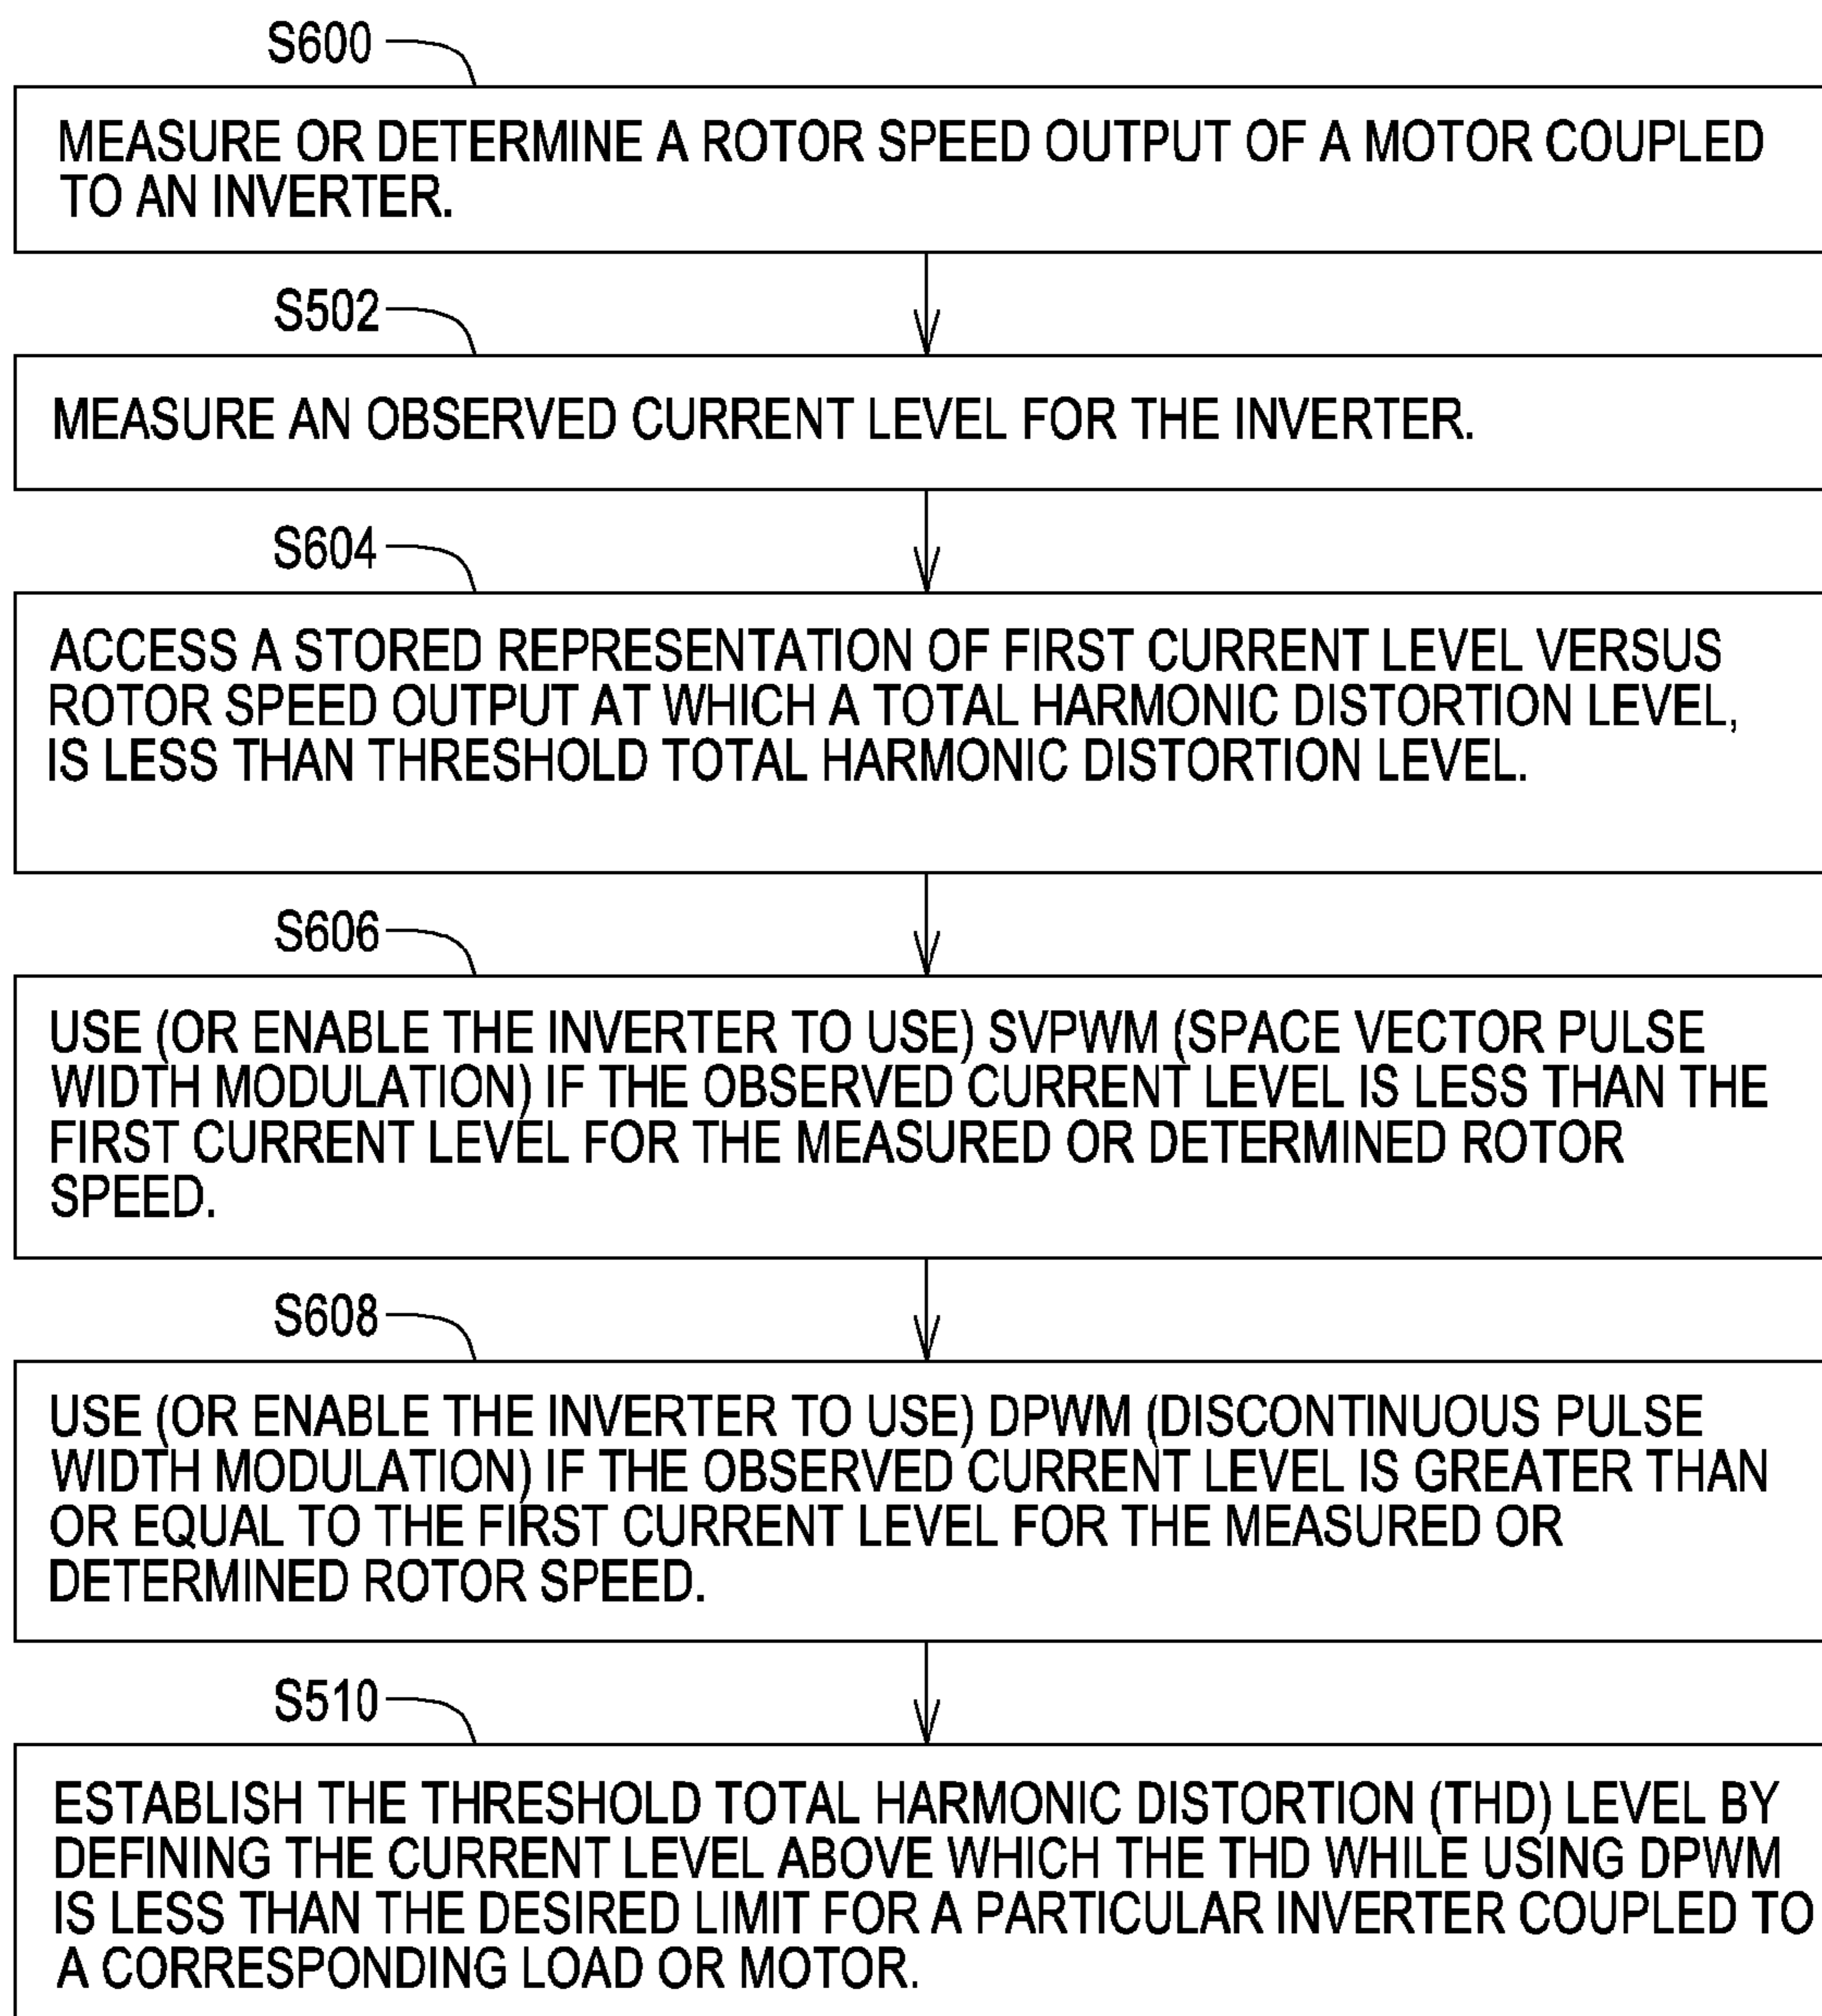 S600
MEASURE OR DETERMINE A ROTOR SPEED OUTPUT OF A MOTOR COUPLED
TO AN INVERTER.
S502
MEASURE AN OBSERVED CURRENT LEVEL FOR THE INVERTER.
S604
ACCESS A STORED REPRESENTATION OF FIRST CURRENT LEVEL VERSUS
ROTOR SPEED OUTPUT AT WHICH A TOTAL HARMONIC DISTORTION LEVEL,
IS LESS THAN THRESHOLD TOTAL HARMONIC DISTORTION LEVEL.
S606
USE (OR ENABLE THE INVERTER TO USE) SVPWM (SPACE VECTOR PULSE
WIDTH MODULATION) IF THE OBSERVED CURRENT LEVEL IS LESS THAN THE
FIRST CURRENT LEVEL FOR THE MEASURED OR DETERMINED ROTOR
SPEED.
S608
USE (OR ENABLE THE INVERTER TO USE) DPWM (DISCONTINUOUS PULSE
WIDTH MODULATION) IF THE OBSERVED CURRENT LEVEL IS GREATER THAN
OR EQUAL TO THE FIRST CURRENT LEVEL FOR THE MEASURED OR
DETERMINED ROTOR SPEED.
S510
ESTABLISH THE THRESHOLD TOTAL HARMONIC DISTORTION (THD) LEVEL BY
DEFINING THE CURRENT LEVEL ABOVE WHICH THE THD WHILE USING DPWM
IS LESS THAN THE DESIRED LIMIT FOR A PARTICULAR INVERTER COUPLED TO
A CORRESPONDING LOAD OR MOTOR.